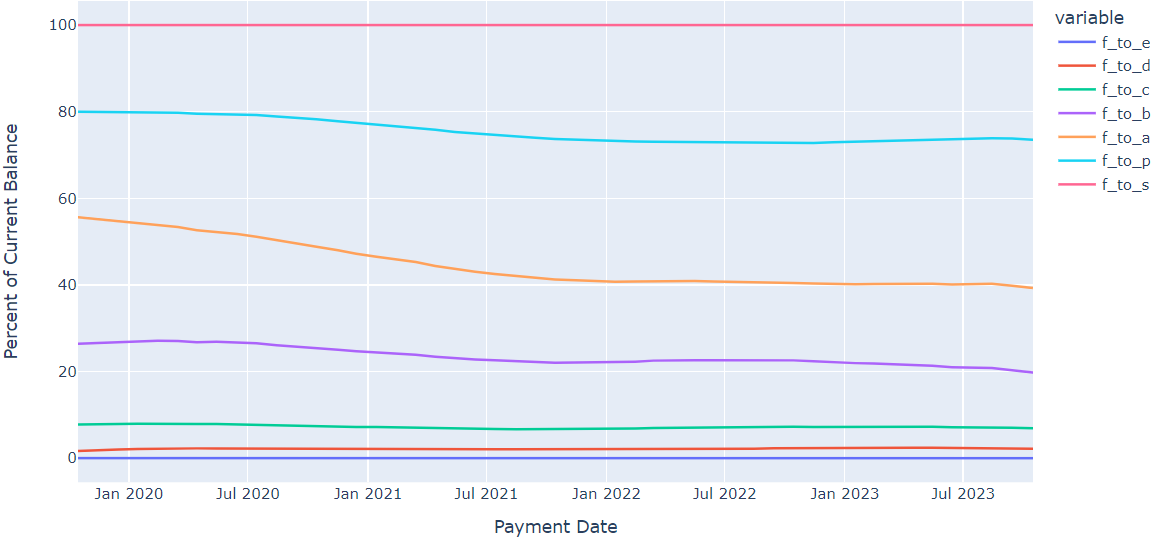 100
80
60
40
20
0
Percent of Current Balance
Jan 2020
Jul 2020
Jan 2021
Jul 2021
Jan 2022
Jul 2022
Jan 2023
Jul 2023
Payment Date
variable
f_to_e
f_to_d
f_to_c
f_to_b
f_to_a
f_to_p
f_to_s